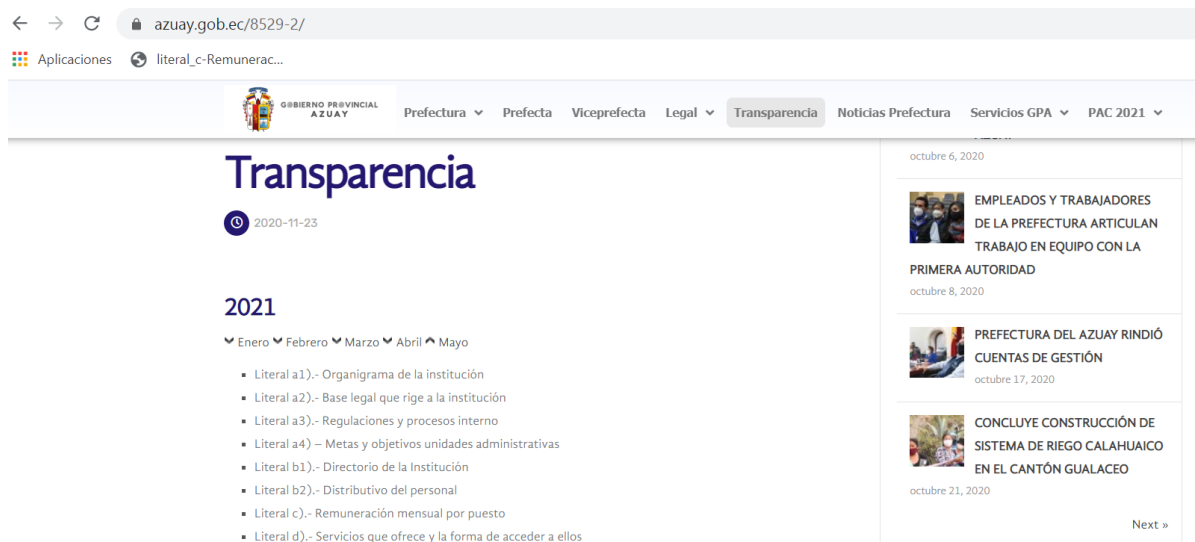 azuay.gob.ec/8529-2/
Aplicaciones literal_c-Remunerac...
GOBIERNO PROVINCIAL
AZUAY
Prefectura Prefecta Viceprefecta Legal Transparencia Noticias Prefectura Servicios GPA PAC 2021
Transparencia
2020-11-23
2021
Enero Febrero Marzo Abril Mayo
Literal a1).- Organigrama de la institución
Literal a2).- Base legal que rige a la institución
Literal a3).- Regulaciones y procesos interno
Literal a4) – Metas y objetivos unidades administrativas
Literal b1).- Directorio de la Institución
Literal b2).- Distributivo del personal
Literal c).- Remuneración mensual por puesto
Literal d).- Servicios que ofrece y la forma de acceder a ellos
octubre 6, 2020
EMPLEADOS Y TRABAJADORES
DE LA PREFECTURA ARTICULAN
TRABAJO EN EQUIPO CON LA
PRIMERA AUTORIDAD
octubre 8, 2020
PREFECTURA DEL AZUAY RINDIÓ
CUENTAS DE GESTIÓN
octubre 17, 2020
CONCLUYE CONSTRUCCIÓN DE
SISTEMA DE RIEGO CALAHUAICO
EN EL CANTÓN GUALACEO
octubre 21, 2020
Next »